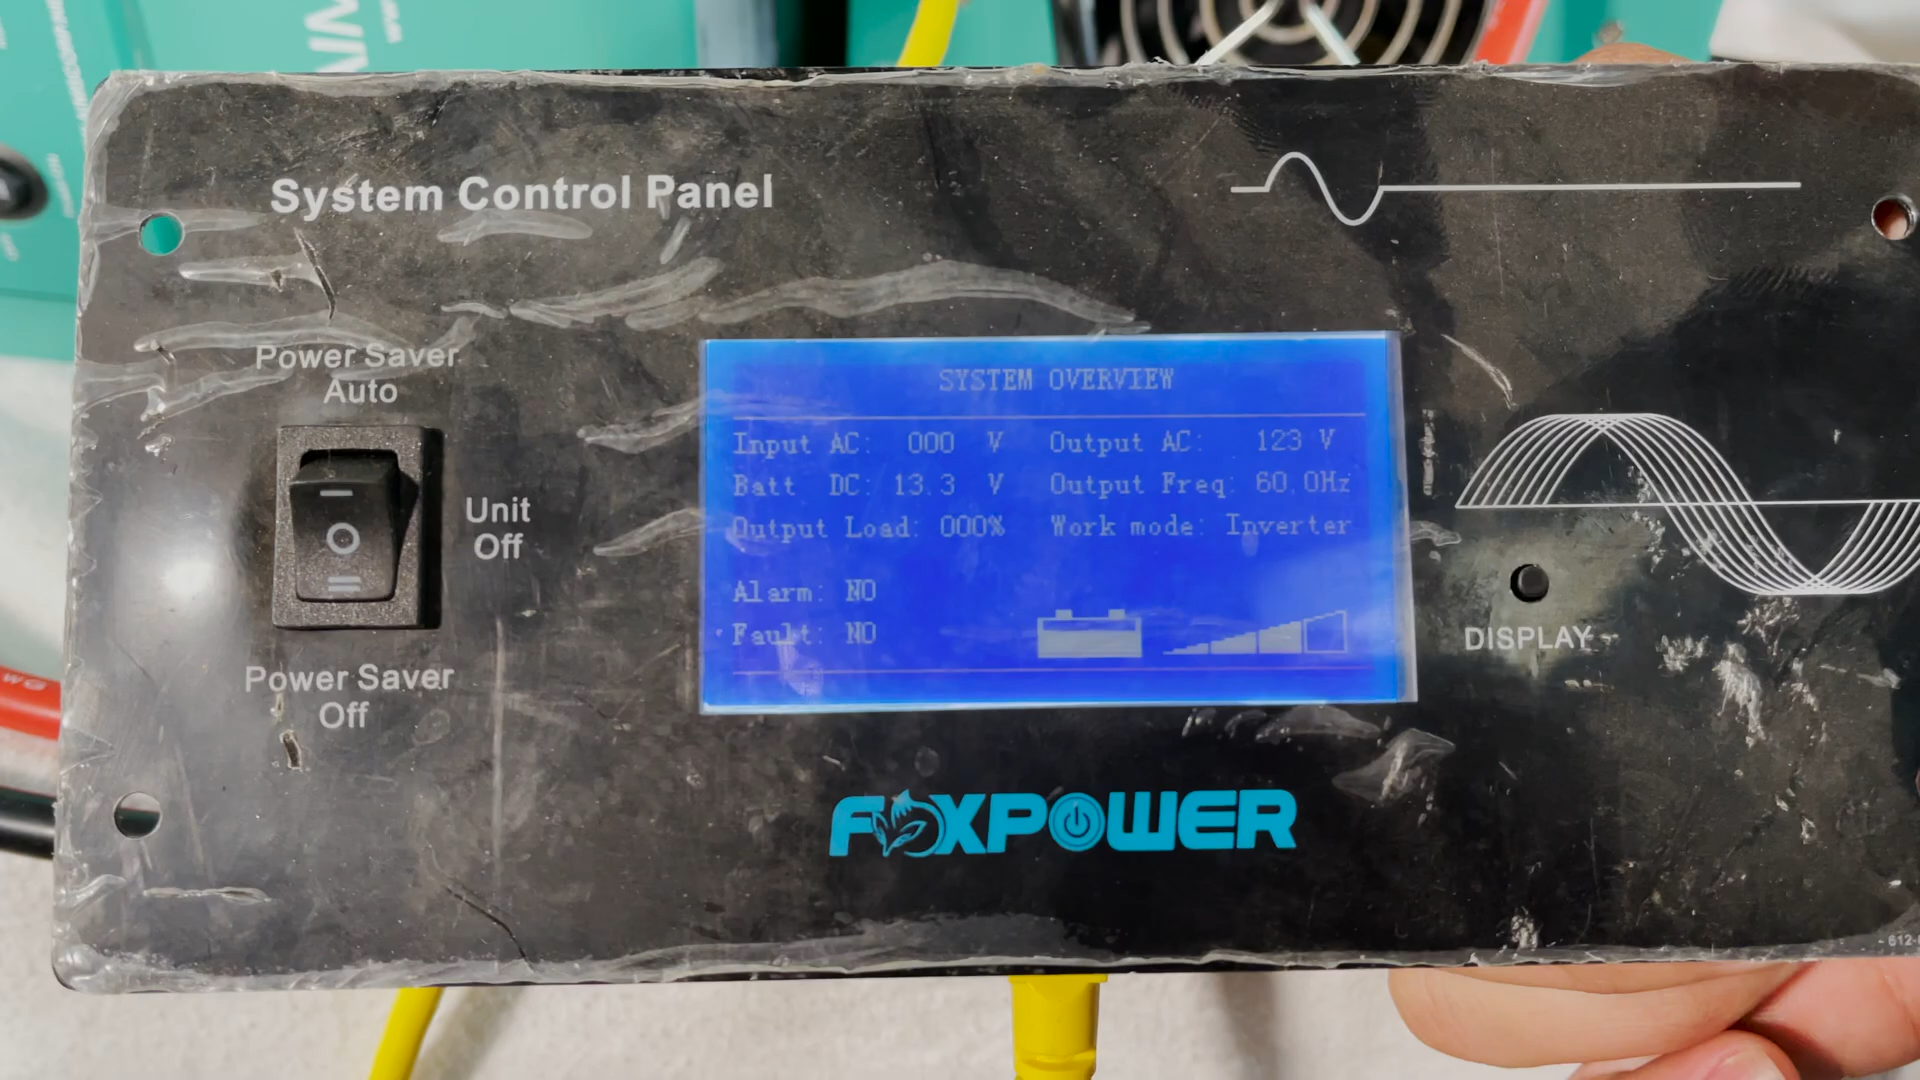 System Control Panel
Power Saver
Auto
Unit
Off
Power Saver
Off
SYSTEM OVERVIEW
Input AC: 000 V Output AC: 123 V
Batt DC: 13.3 V Output Freq: 60.0Hz
Output Load: 000% Work mode: Inverter
Alarm: NO
Fault: NO
DISPLAY
FOXPOWER